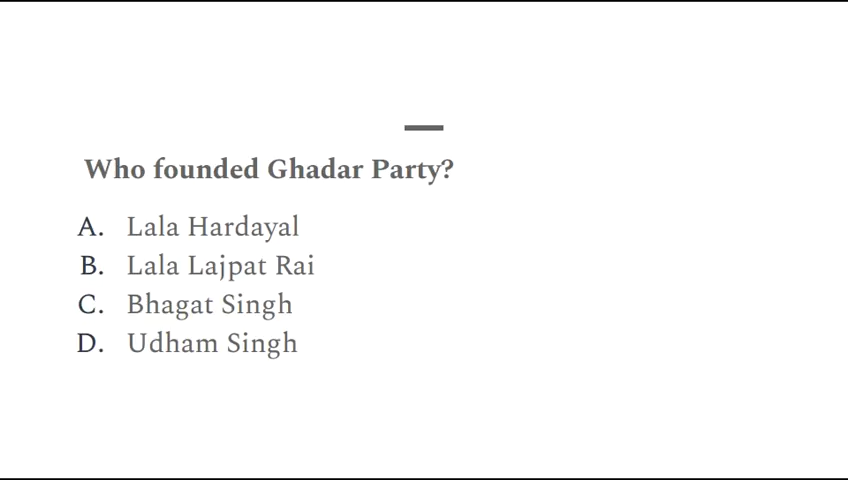 Who founded Ghadar Party?
A. Lala Hardayal
B. Lala Lajpat Rai
C. Bhagat Singh
D. Udham Singh